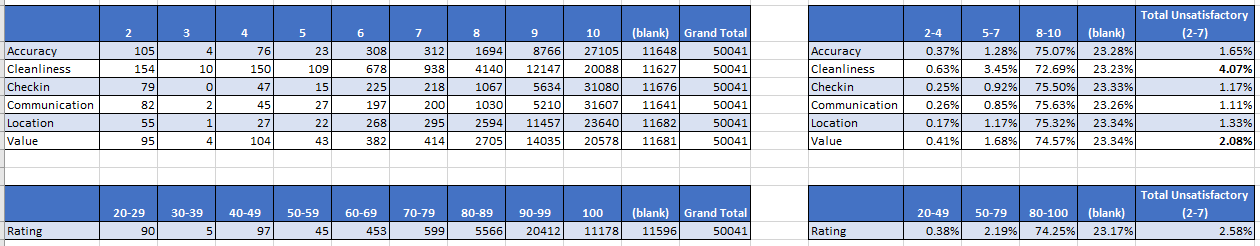 Total Unsatisfactory
2 3 4 5 6 7 8 9 10 (blank) Grand Total 2-4 5-7 8-10 (blank) (2-7)
Accuracy 105 4 76 23 308 312 1694 8766 27105 11648 50041 Accuracy 0.37% 1.28% 75.07% 23.28% 1.65%
Cleanliness 154 10 150 109 678 938 4140 12147 20088 11627 50041 Cleanliness 0.63% 3.45% 72.69% 23.23% 4.07%
Checkin 79 0 47 15 225 218 1067 5634 31080 11676 50041 Checkin 0.25% 0.92% 75.50% 23.33% 1.17%
Communication 82 2 45 27 197 200 1030 5210 31607 11641 50041 Communication 0.26% 0.85% 75.63% 23.26% 1.11%
Location 55 1 27 22 268 295 2594 11457 23640 11682 50041 Location 0.17% 1.17% 75.32% 23.34% 1.33%
Value 95 4 104 43 382 414 2705 14035 20578 11681 50041 Value 0.41% 1.68% 74.57% 23.34% 2.08%
Total Unsatisfactory
20-29 30-39 40-49 50-59 60-69 70-79 80-89 90-99 100 (blank) Grand Total 20-49 50-79 80-100 (blank) (2-7)
Rating 90 5 97 45 453 599 5566 20412 11178 11596 50041 Rating 0.38% 2.19% 74.25% 23.17% 2.58%